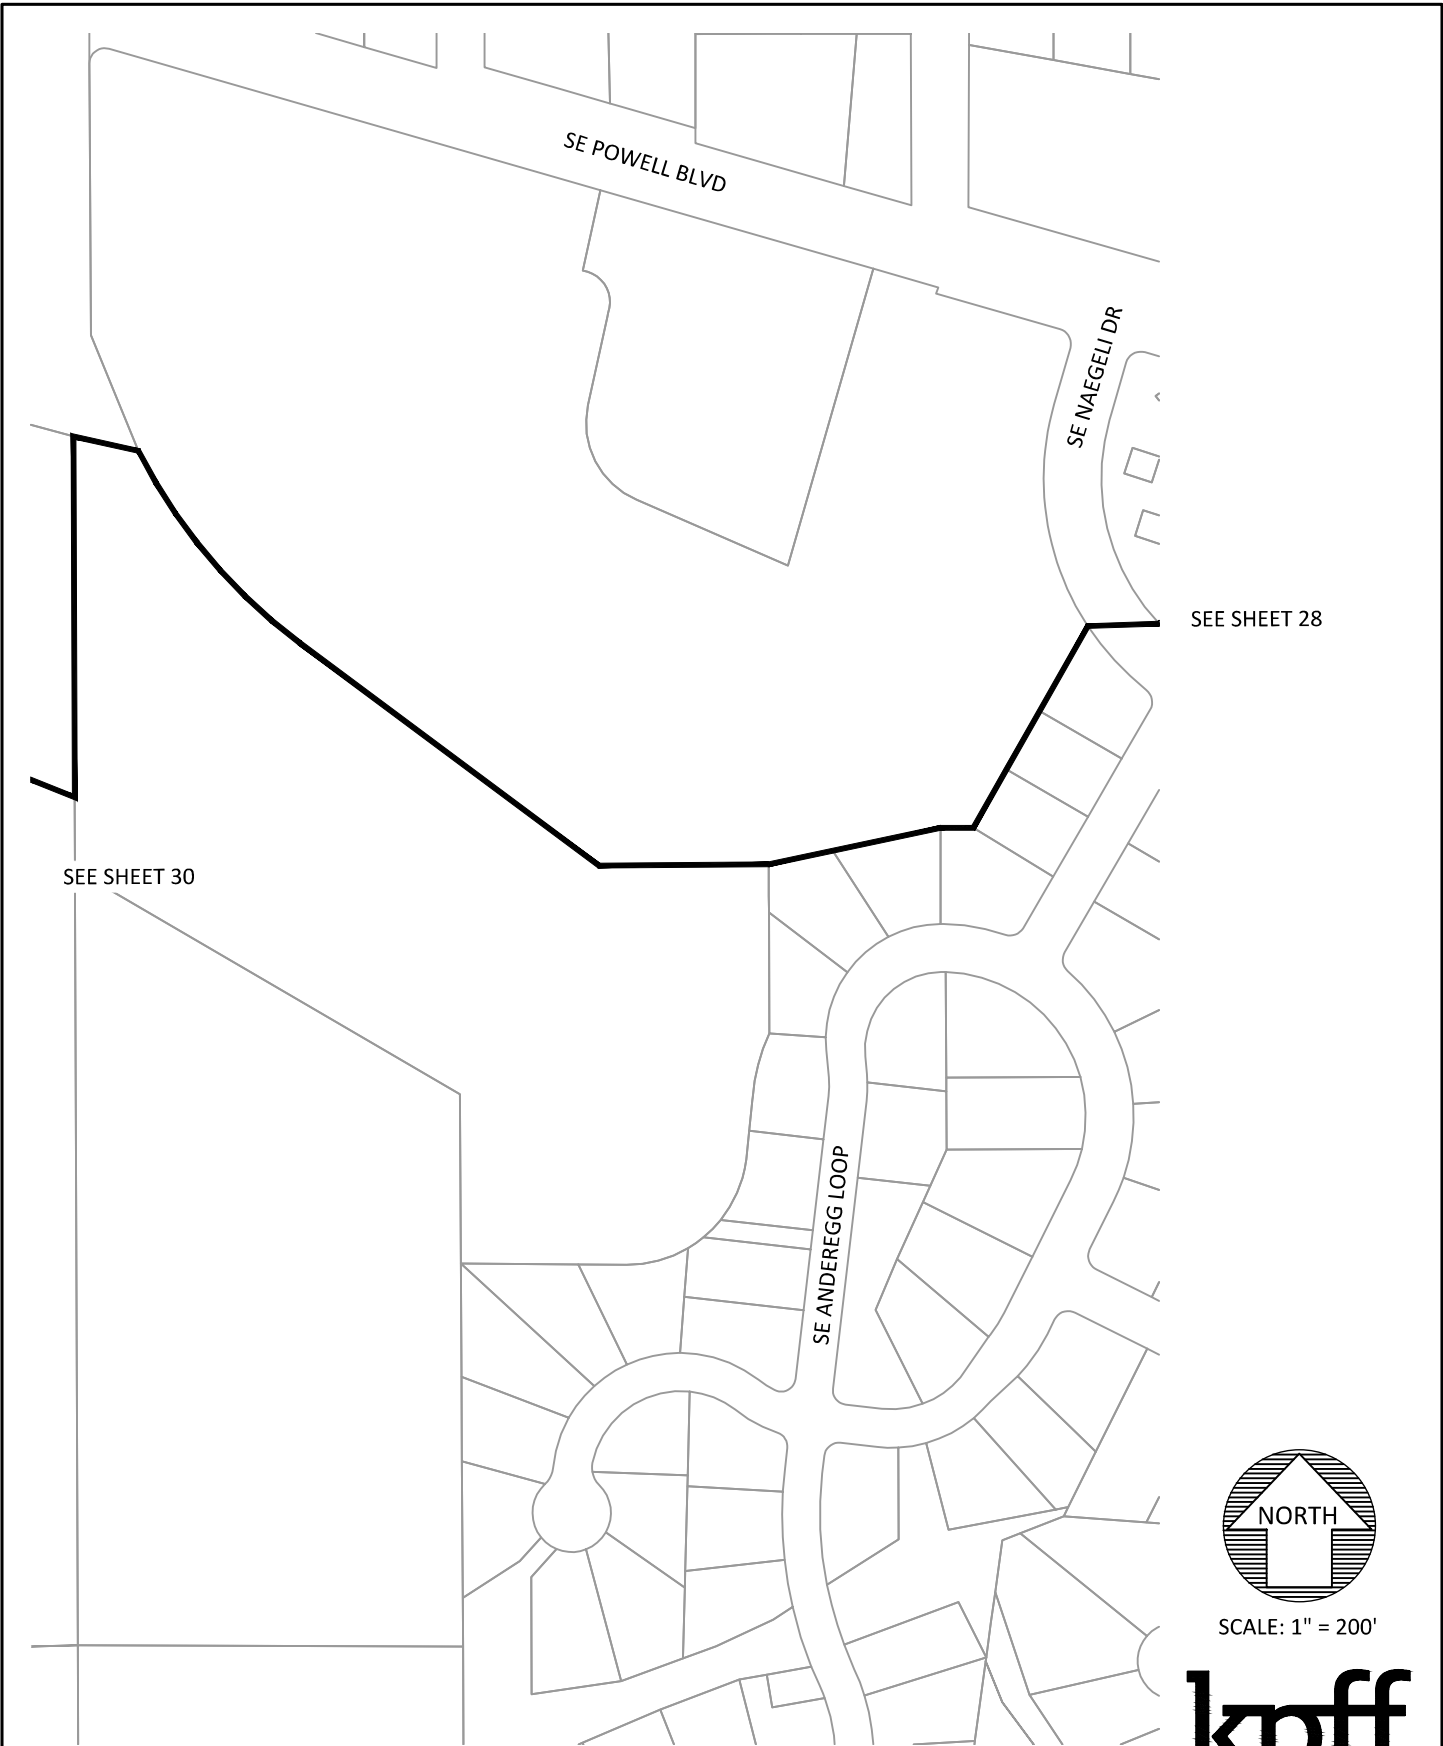 SE POWELL BLVD
SE NAEGELI DR
SEE SHEET 28
SEE SHEET 30
SE ANDEREGG LOOP
NORTH
SCALE: 1" = 200'
kpff